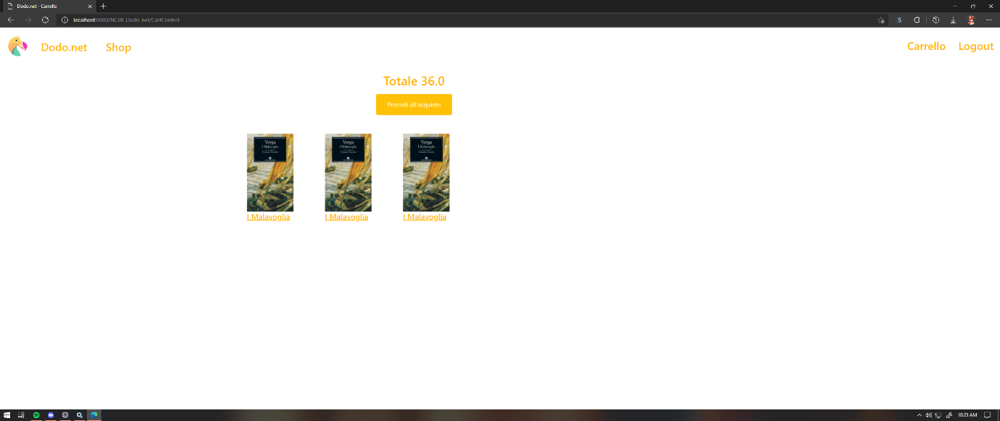 Dodo.net - Carrello
localhost:8080/NC08_Dodo_net/CartControl
Dodo.net Shop Carrello Logout
Totale 36.0
Procedi all'acquisto
Verga Verga Verga
I Malavoglia I Malavoglia I Malavoglia
I Malavoglia I Malavoglia I Malavoglia
10:23 AM